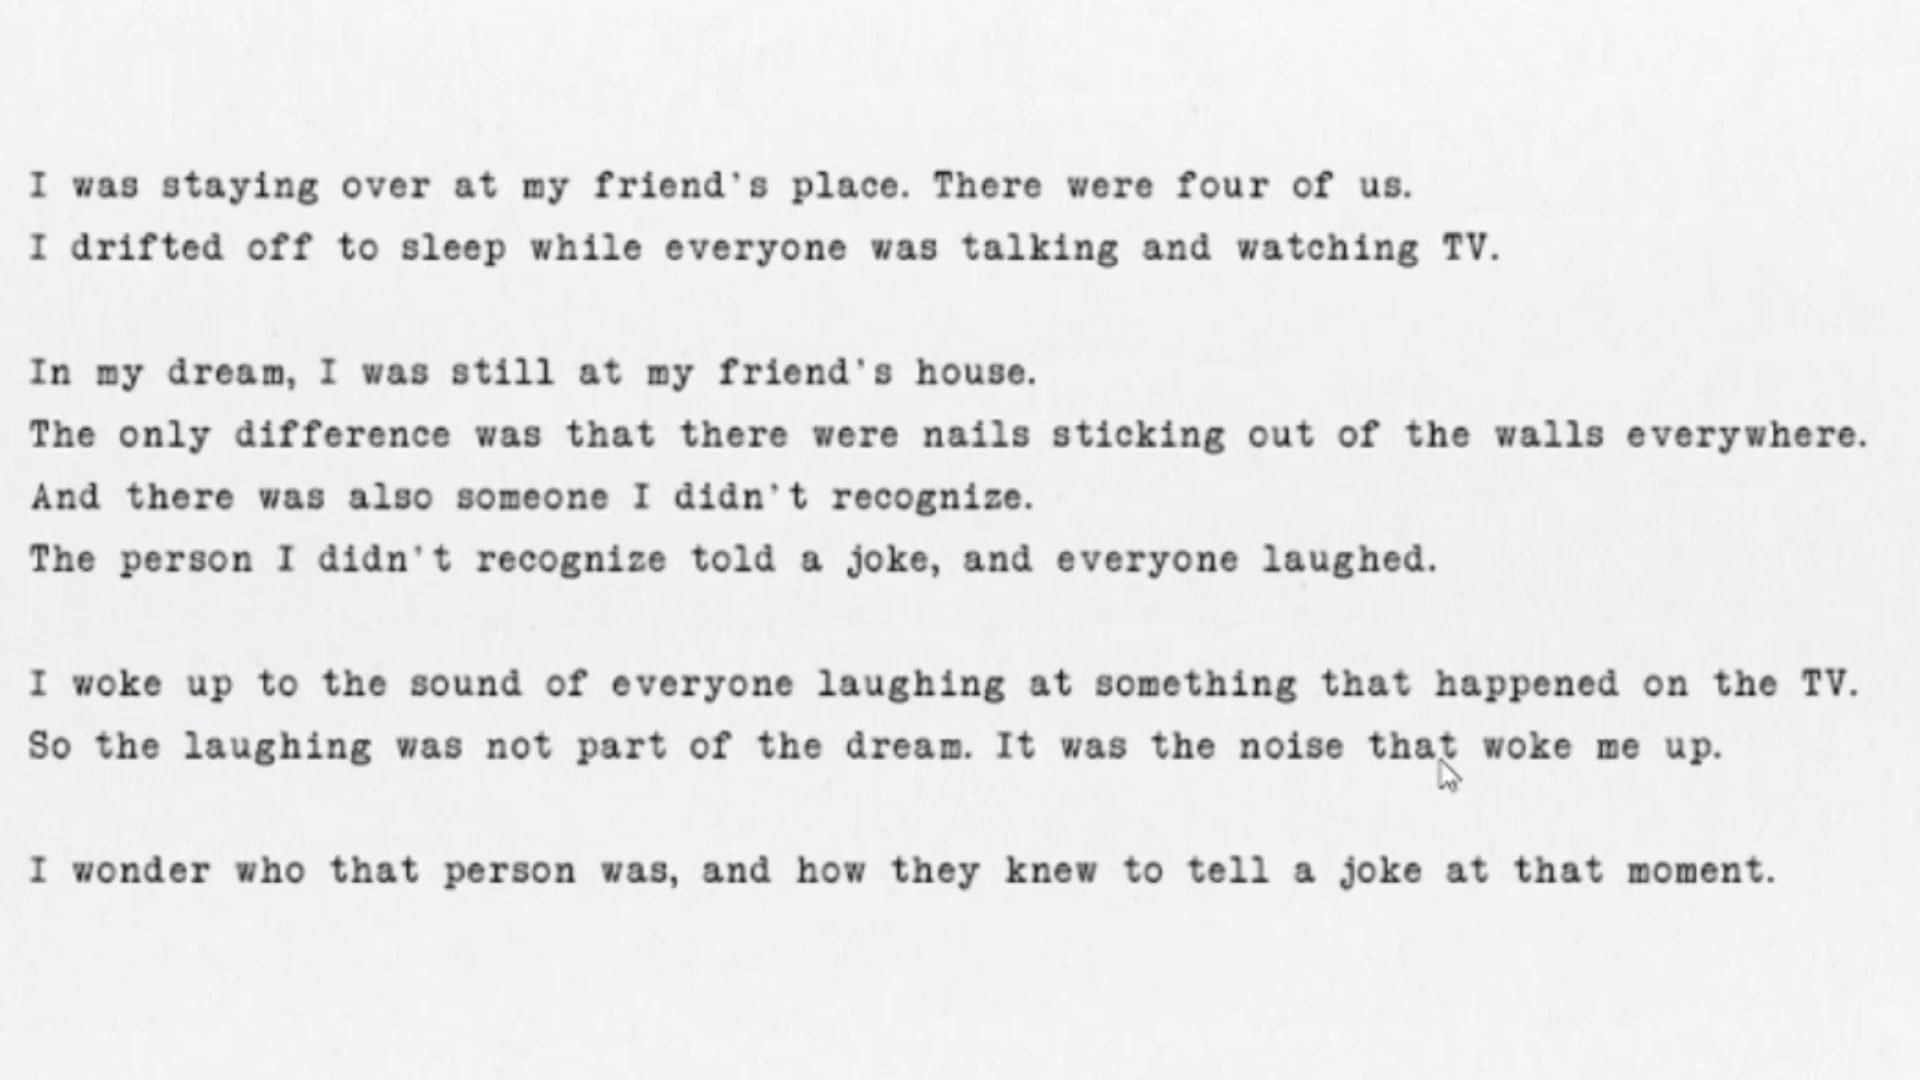 I was staying over at my friend's place. There were four of us.
I drifted off to sleep while everyone was talking and watching TV.
In my dream, I was still at my friend's house.
The only difference was that there were nails sticking out of the walls everywhere.
And there was also someone I didn't recognize.
The person I didn't recognize told a joke, and everyone laughed.
I woke up to the sound of everyone laughing at something that happened on the TV.
So the laughing was not part of the dream. It was the noise that woke me up.
I wonder who that person was, and how they knew to tell a joke at that moment.